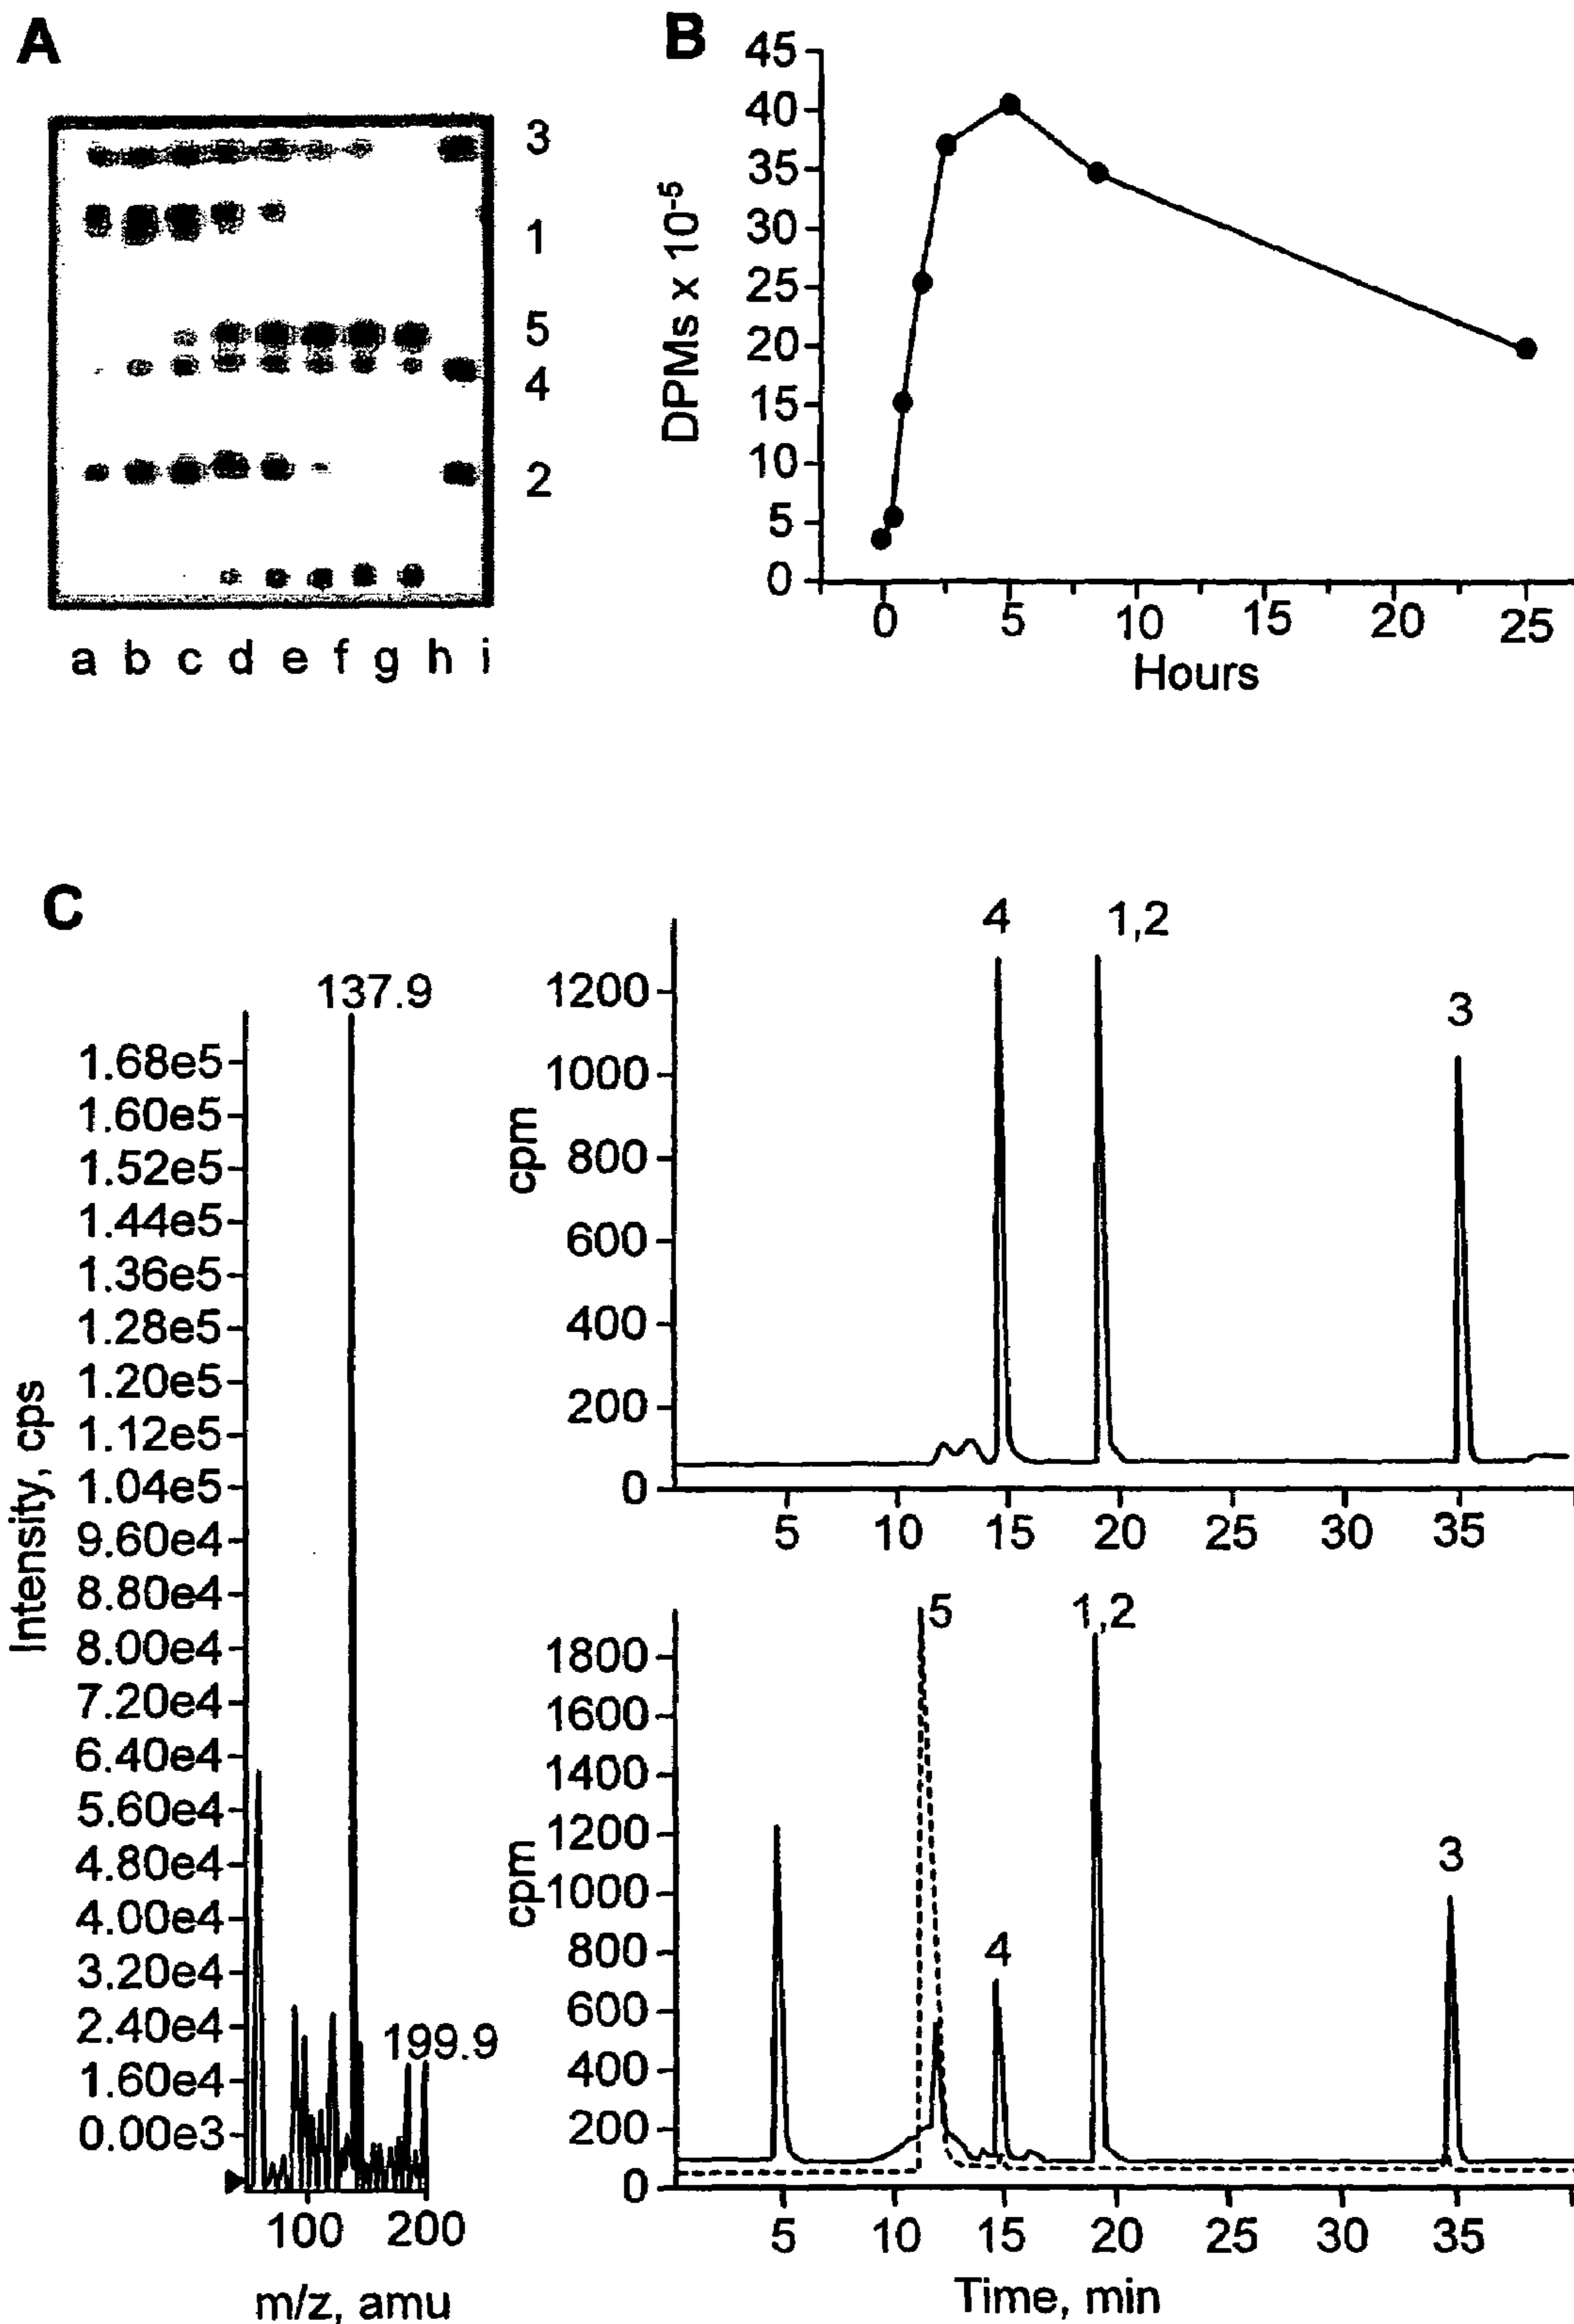 A
3
1
5
4
2
a b c d e f g h i
B
45
40
35
30
25
20
15
10
5
0
DPMs x 10-5
0 5 10 15 20 25
Hours
C
137.9
1.68e5
1.60e5
1.52e5
1.44e5
1.36e5
1.28e5
1.20e5
1.12e5
1.04e5
9.60e4
8.80e4
8.00e4
7.20e4
6.40e4
5.60e4
4.80e4
4.00e4
3.20e4
2.40e4
1.60e4
0.00e3
199.9
Intensity, cps
100 200
m/z, amu
4 1,2 3
1200
1000
800
600
400
200
0
cpm
5 10 15 20 25 30 35
5 1,2
3
4
1800
1600
1400
1200
1000
800
600
400
200
0
cpm
5 10 15 20 25 30 35
Time, min